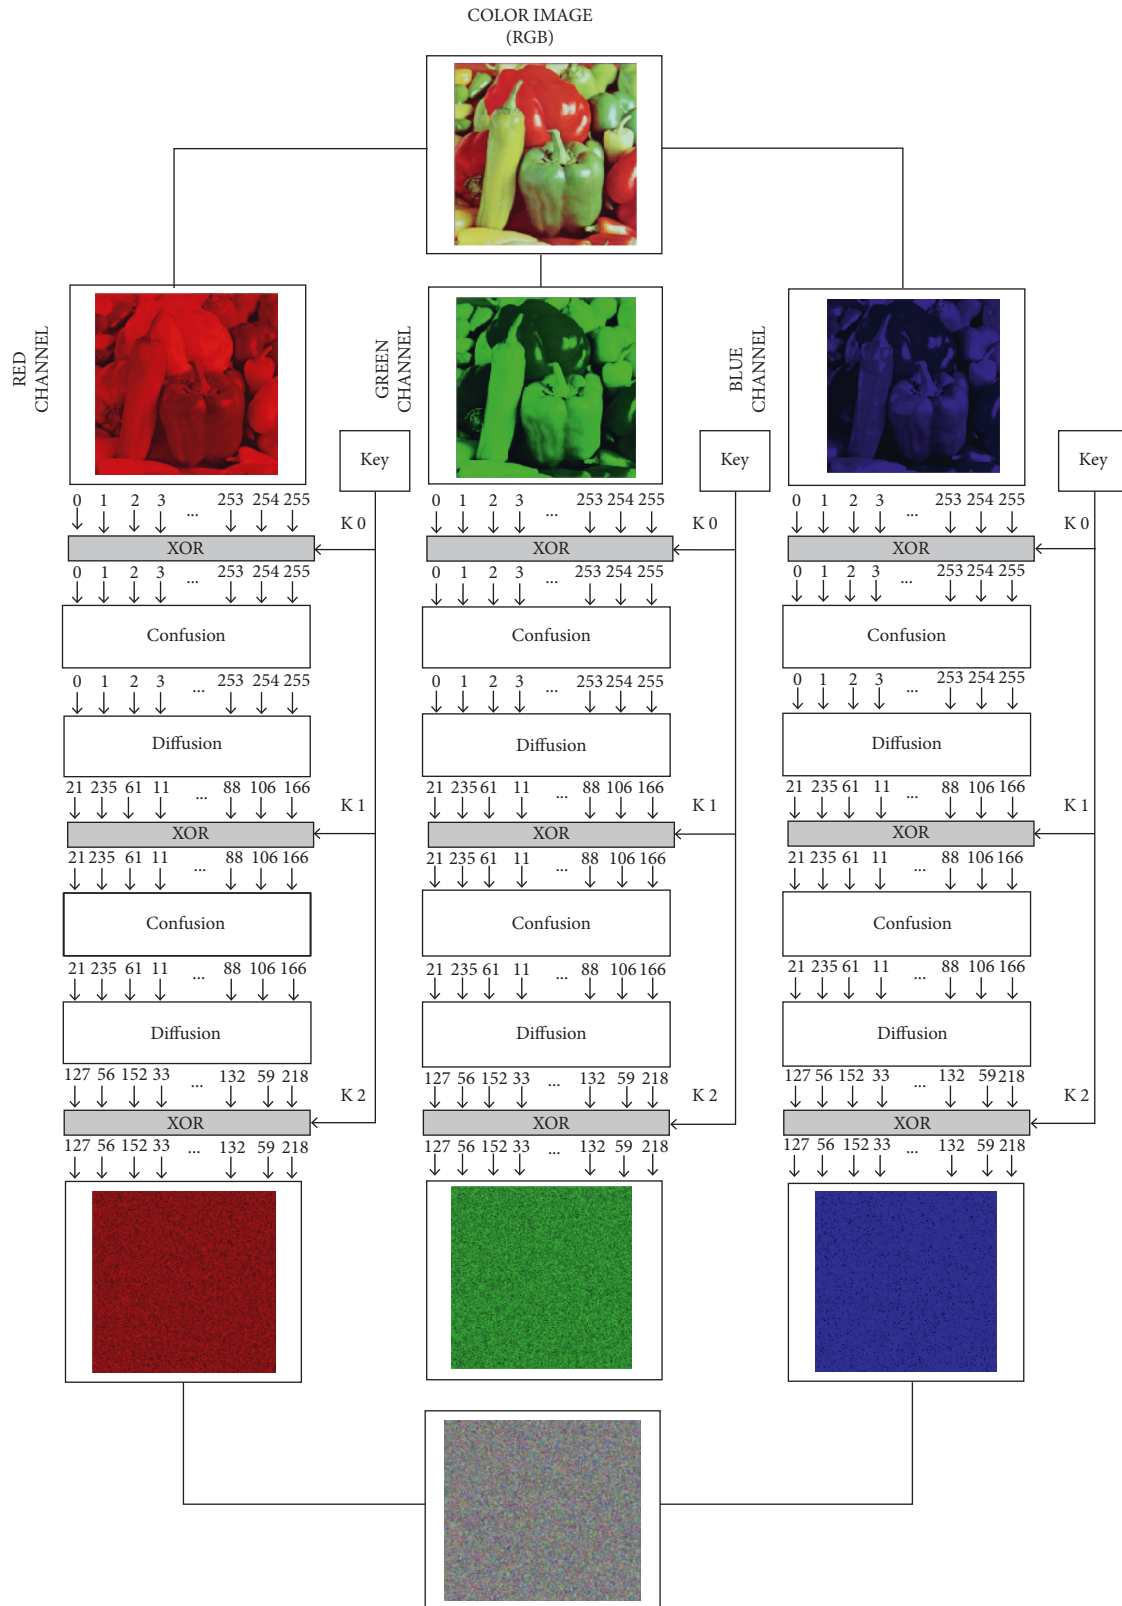 COLOR IMAGE
(RGB)
RED
CHANNEL
GREEN
CHANNEL
BLUE
CHANNEL
Key
Key
Key
0 1 2 3 ... 253 254 255
K 0
0 1 2 3 ... 253 254 255
K 0
0 1 2 3 ... 253 254 255
K 0
XOR
XOR
XOR
0 1 2 3 ... 253 254 255
0 1 2 3 ... 253 254 255
0 1 2 3 ... 253 254 255
Confusion
Confusion
Confusion
0 1 2 3 ... 253 254 255
0 1 2 3 ... 253 254 255
0 1 2 3 ... 253 254 255
Diffusion
Diffusion
Diffusion
21 235 61 11 ... 88 106 166
K 1
21 235 61 11 ... 88 106 166
K 1
21 235 61 11 ... 88 106 166
K 1
XOR
XOR
XOR
21 235 61 11 ... 88 106 166
21 235 61 11 ... 88 106 166
21 235 61 11 ... 88 106 166
Confusion
Confusion
Confusion
21 235 61 11 ... 88 106 166
21 235 61 11 ... 88 106 166
21 235 61 11 ... 88 106 166
Diffusion
Diffusion
Diffusion
127 56 152 33 ... 132 59 218
K 2
127 56 152 33 ... 132 59 218
K 2
127 56 152 33 ... 132 59 218
K 2
XOR
XOR
XOR
127 56 152 33 ... 132 59 218
127 56 152 33 ... 132 59 218
127 56 152 33 ... 132 59 218